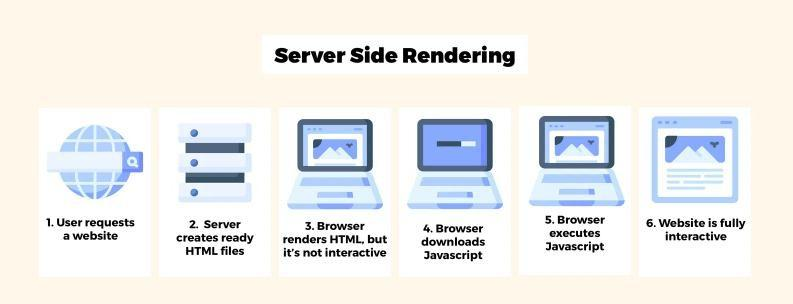 Server Side Rendering
1. User requests
a website
2. Server
creates ready
HTML files
3. Browser
renders HTML, but
it's not interactive
4. Browser
downloads
Javascript
5. Browser
executes
Javascript
6. Website is fully
interactive